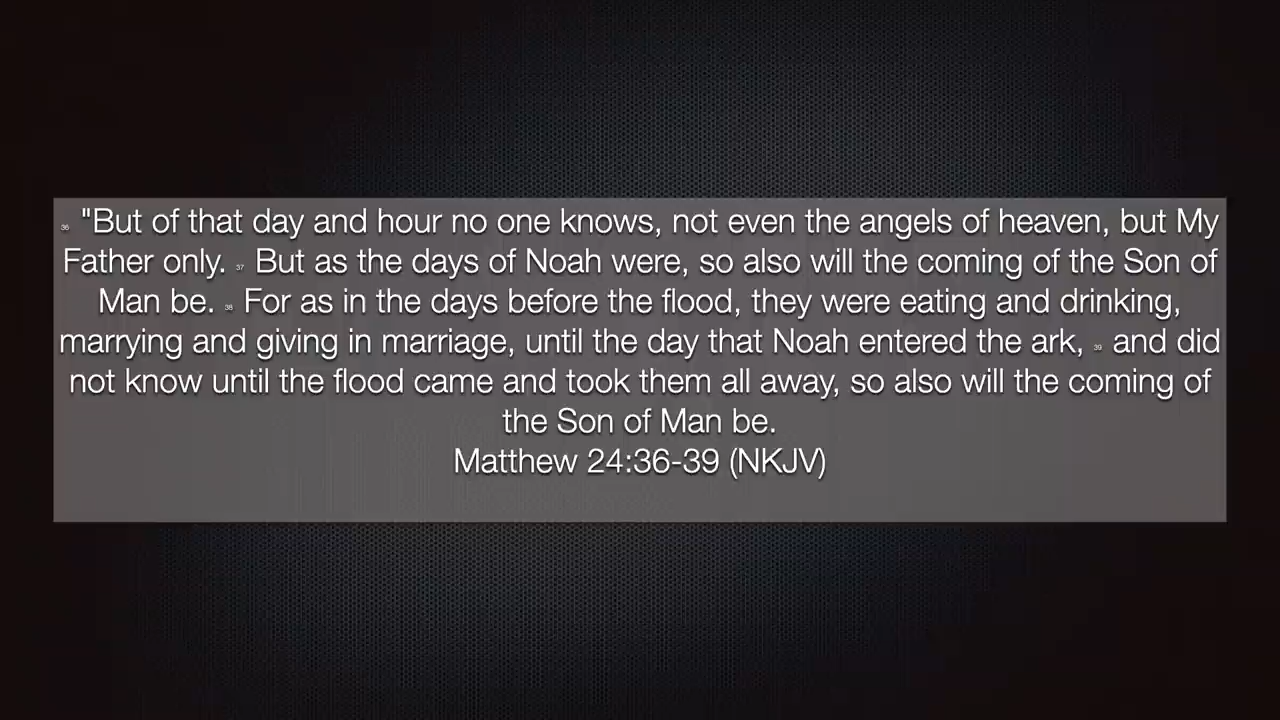 36 "But of that day and hour no one knows, not even the angels of heaven, but My
Father only. 37 But as the days of Noah were, so also will the coming of the Son of
Man be. 38 For as in the days before the flood, they were eating and drinking,
marrying and giving in marriage, until the day that Noah entered the ark, 39 and did
not know until the flood came and took them all away, so also will the coming of
the Son of Man be.
Matthew 24:36-39 (NKJV)